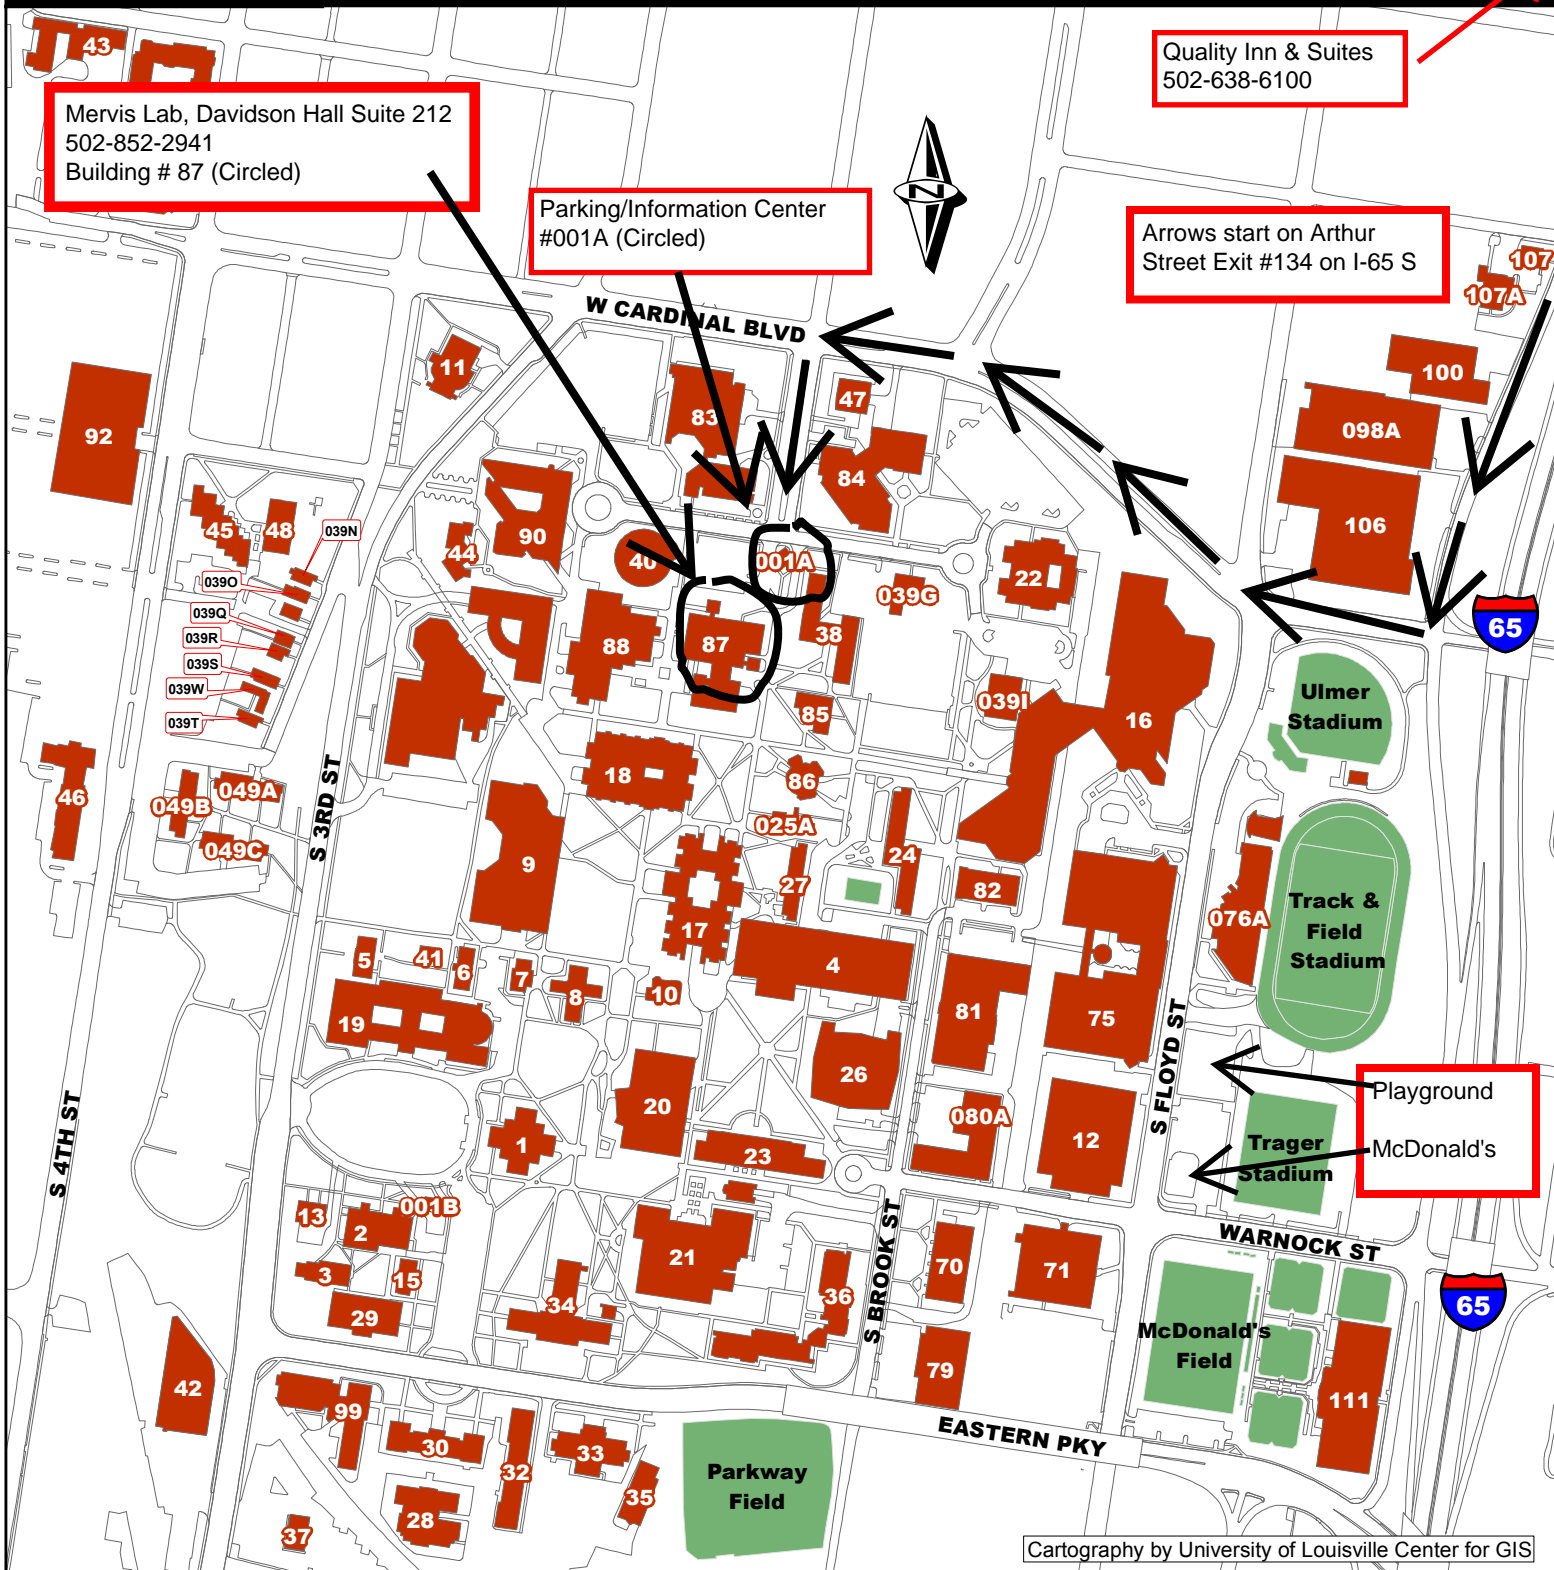 43
Quality Inn & Suites
502-638-6100
Mervis Lab, Davidson Hall Suite 212
502-852-2941
Building # 87 (Circled)
Parking/Information Center
#001A (Circled)
N
Arrows start on Arthur
Street Exit #134 on I-65 S
107
107A
W CARDINAL BLVD
11
100
47
83
92
098A
84
106
45
48
039N
90
44
40
001A
22
039O
039G
039Q
039R
88
87
38
65
039S
039W
039T
039I
Ulmer
Stadium
85
16
18
86
46
049B
049A
S 3RD ST
025A
049C
9
24
27
82
Track &
Field
Stadium
076A
17
5
41
6
7
8
10
4
19
81
75
S FLOYD ST
26
Playground
20
080A
12
1
S 4TH ST
23
Trager
Stadium
McDonald's
13
001B
2
S BROOK ST
WARNOCK ST
3
15
21
70
71
29
34
36
65
McDonald's
Field
79
42
99
111
30
33
EASTERN PKY
32
Parkway
Field
35
28
37
Cartography by University of Louisville Center for GIS